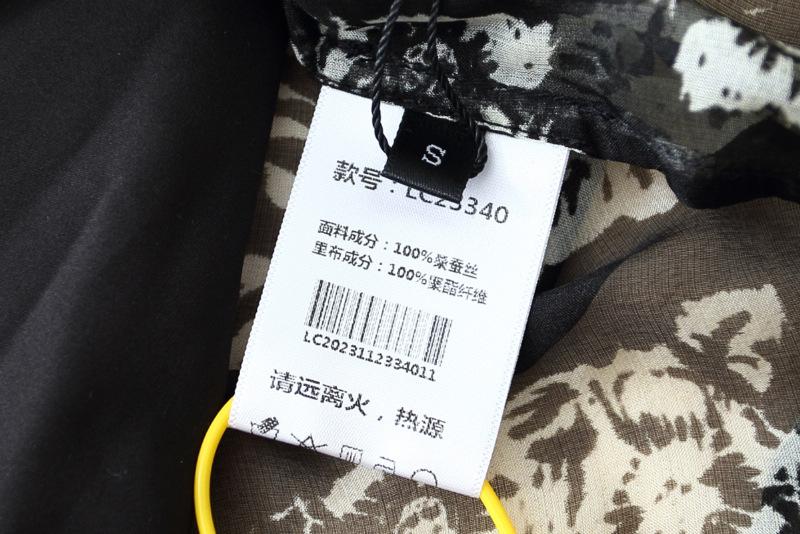 S
款号：LC23340
面料成分：100%桑蚕丝
里布成分：100%聚酯纤维
LC2023112334011
请远离火，热源